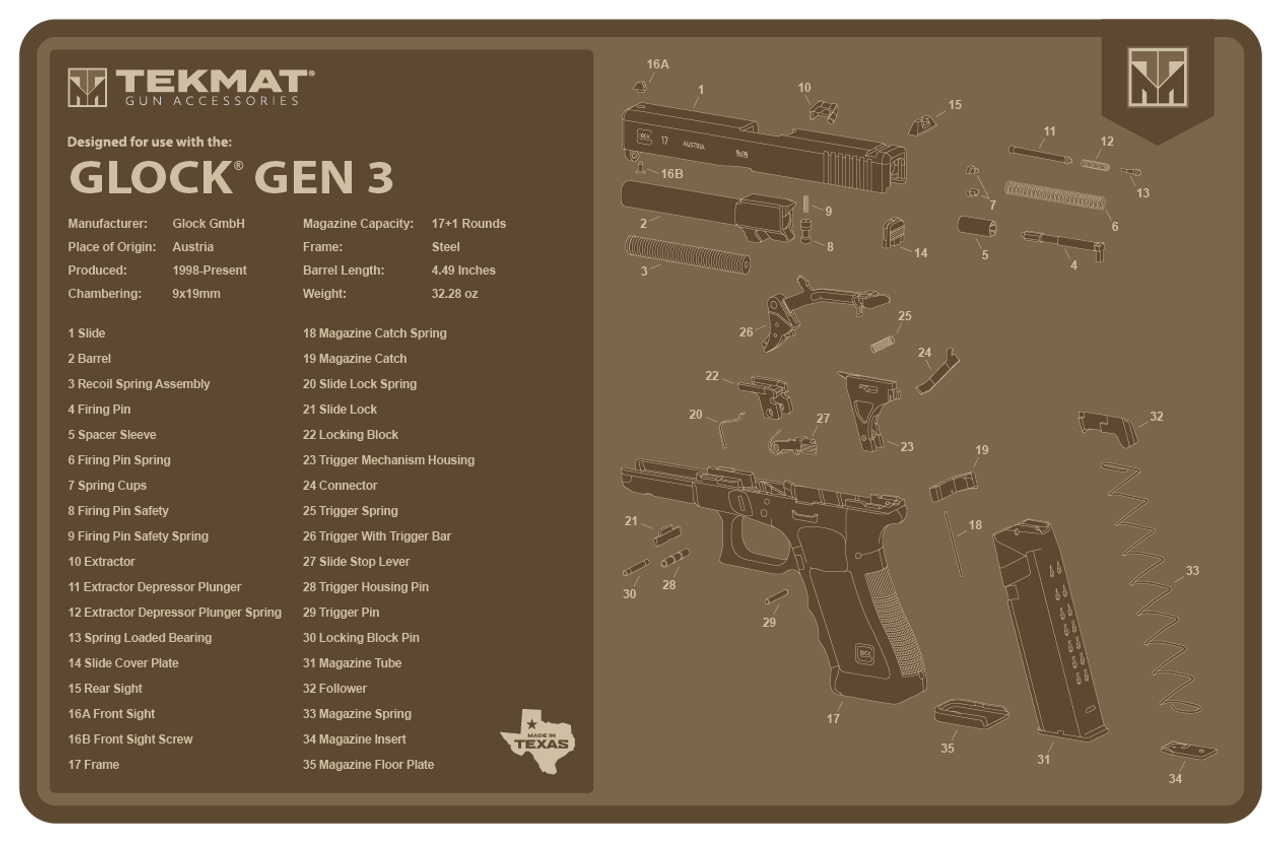 TEKMAT®
GUN ACCESSORIES
Designed for use with the:
GLOCK® GEN 3
Manufacturer: Glock GmbH
Place of Origin: Austria
Produced: 1998-Present
Chambering: 9x19mm
Magazine Capacity: 17+1 Rounds
Frame: Steel
Barrel Length: 4.49 Inches
Weight: 32.28 oz
1 Slide
2 Barrel
3 Recoil Spring Assembly
4 Firing Pin
5 Spacer Sleeve
6 Firing Pin Spring
7 Spring Cups
8 Firing Pin Safety
9 Firing Pin Safety Spring
10 Extractor
11 Extractor Depressor Plunger
12 Extractor Depressor Plunger Spring
13 Spring Loaded Bearing
14 Slide Cover Plate
15 Rear Sight
16A Front Sight
16B Front Sight Screw
17 Frame
18 Magazine Catch Spring
19 Magazine Catch
20 Slide Lock Spring
21 Slide Lock
22 Locking Block
23 Trigger Mechanism Housing
24 Connector
25 Trigger Spring
26 Trigger With Trigger Bar
27 Slide Stop Lever
28 Trigger Housing Pin
29 Trigger Pin
30 Locking Block Pin
31 Magazine Tube
32 Follower
33 Magazine Spring
34 Magazine Insert
35 Magazine Floor Plate
MADE IN
TEXAS
16A
1
10
15
11
12
13
17 AUSTRIA 9x19
16B
7
2
9
6
8
14
5
4
3
26
25
24
22
20
27
23
32
19
21
18
28
30
33
29
17
35
31
34